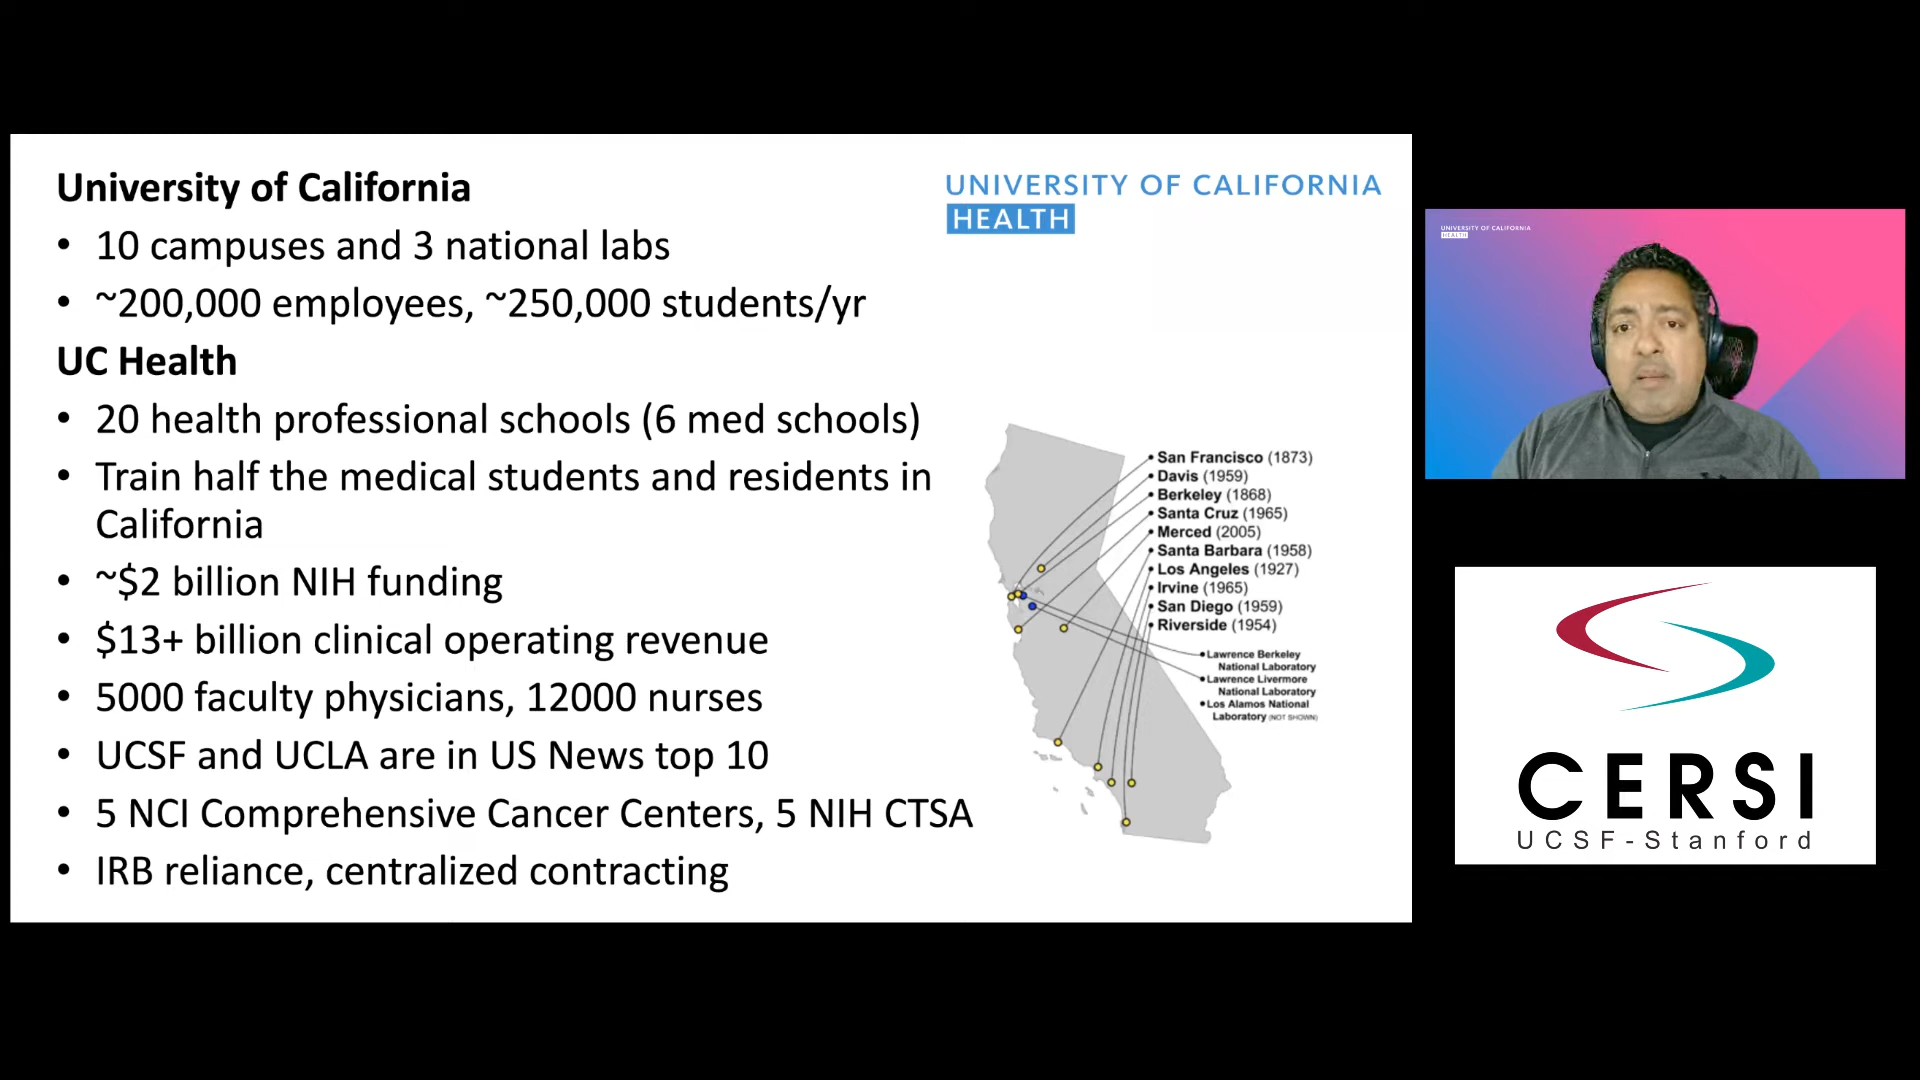 University of California
• 10 campuses and 3 national labs
• ~200,000 employees, ~250,000 students/yr
UC Health
• 20 health professional schools (6 med schools)
• Train half the medical students and residents in
California
• ~$2 billion NIH funding
• $13+ billion clinical operating revenue
• 5000 faculty physicians, 12000 nurses
• UCSF and UCLA are in US News top 10
• 5 NCI Comprehensive Cancer Centers, 5 NIH CTSA
• IRB reliance, centralized contracting
UNIVERSITY OF CALIFORNIA
HEALTH
• San Francisco (1873)
• Davis (1959)
• Berkeley (1868)
• Santa Cruz (1965)
• Merced (2005)
• Santa Barbara (1958)
• Los Angeles (1927)
• Irvine (1965)
• San Diego (1959)
• Riverside (1954)
• Lawrence Berkeley
National Laboratory
• Lawrence Livermore
National Laboratory
• Los Alamos National
Laboratory (NOT SHOWN)
UNIVERSITY OF CALIFORNIA
HEALTH
CERSI
UCSF-Stanford